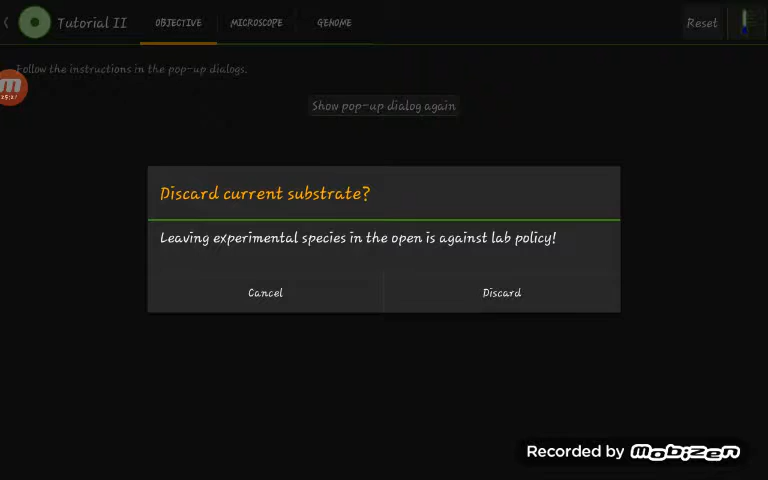 Tutorial II
OBJECTIVE
MICROSCOPE
GENOME
Reset
Follow the instructions in the pop-up dialogs.
Show pop-up dialog again
Discard current substrate?
Leaving experimental species in the open is against lab policy!
Cancel
Discard
Recorded by mobizen